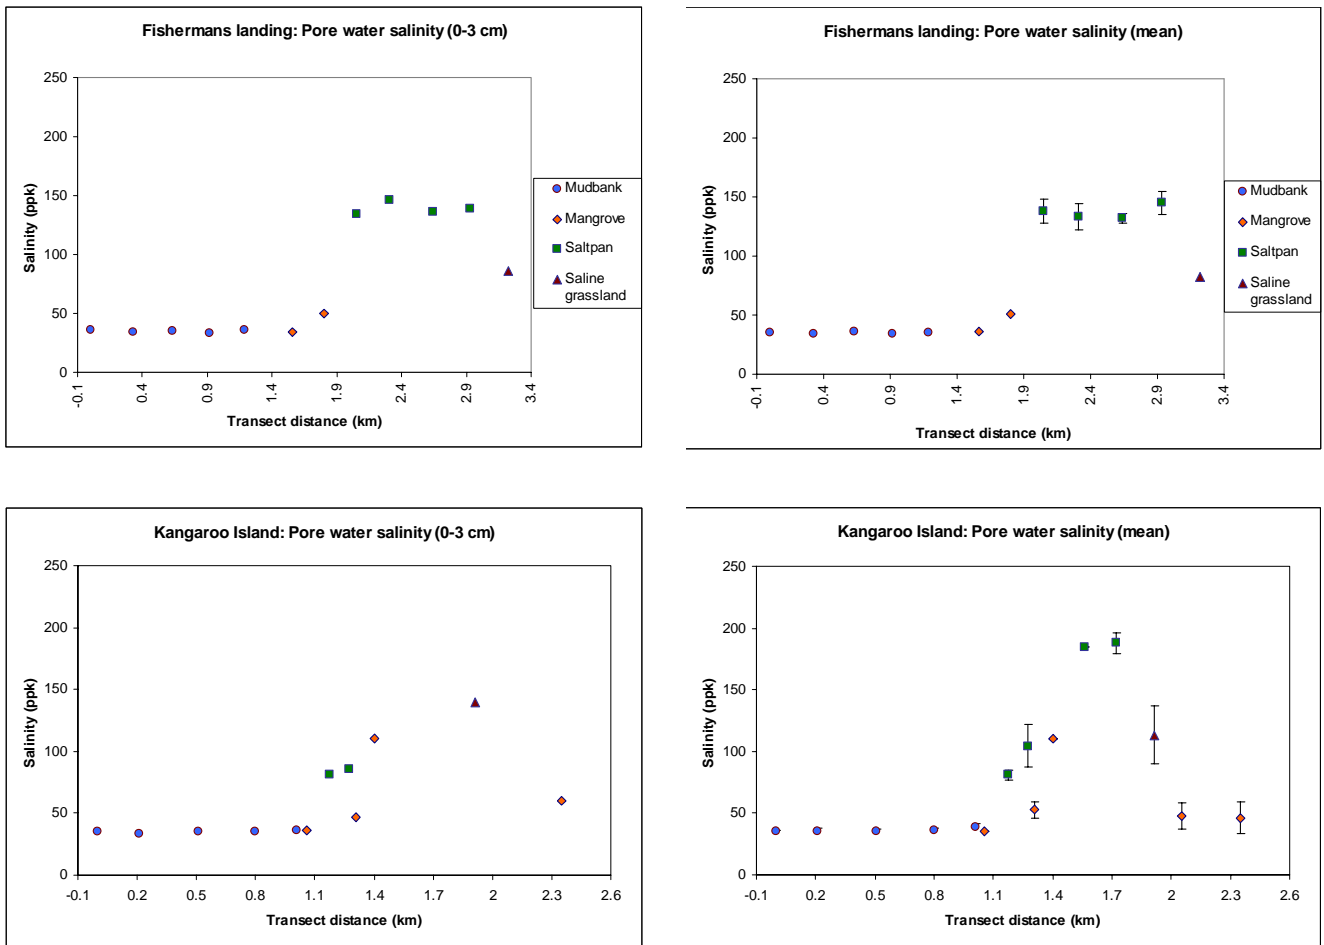 Fishermans landing: Pore water salinity (0-3 cm)
250
200
150
100
50
0
Salinity (ppk)
-0.1
0.4
0.9
1.4
1.9
2.4
2.9
3.4
Transect distance (km)
Mudbank
Mangrove
Saltpan
Saline
grassland
Fishermans landing: Pore water salinity (mean)
250
200
150
100
50
0
Salinity (ppk)
-0.1
0.4
0.9
1.4
1.9
2.4
2.9
3.4
Transect distance (km)
Mudbank
Mangrove
Saltpan
Saline
grassland
Kangaroo Island: Pore water salinity (0-3 cm)
250
200
150
100
50
0
Salinity (ppk)
-0.1
0.2
0.5
0.8
1.1
1.4
1.7
2
2.3
2.6
Transect distance (km)
Kangaroo Island: Pore water salinity (mean)
250
200
150
100
50
0
Salinity (ppk)
-0.1
0.2
0.5
0.8
1.1
1.4
1.7
2
2.3
2.6
Transect distance (km)